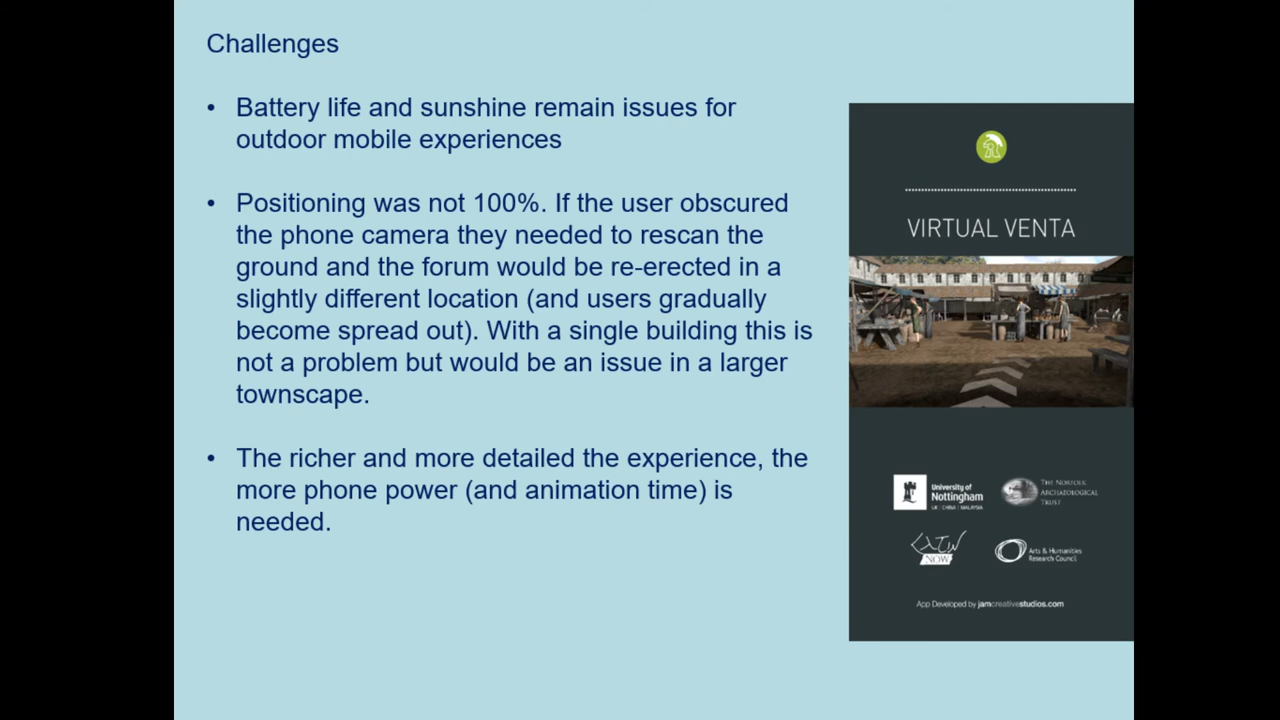 Challenges
• Battery life and sunshine remain issues for
outdoor mobile experiences
• Positioning was not 100%. If the user obscured
the phone camera they needed to rescan the
ground and the forum would be re-erected in a
slightly different location (and users gradually
become spread out). With a single building this is
not a problem but would be an issue in a larger
townscape.
• The richer and more detailed the experience, the
more phone power (and animation time) is
needed.
VIRTUAL VENTA
University of
Nottingham
UK | CHINA | MALAYSIA
THE NORFOLK
ARCHAEOLOGICAL
TRUST
NOW
Arts & Humanities
Research Council
App Developed by jamcreativestudios.com